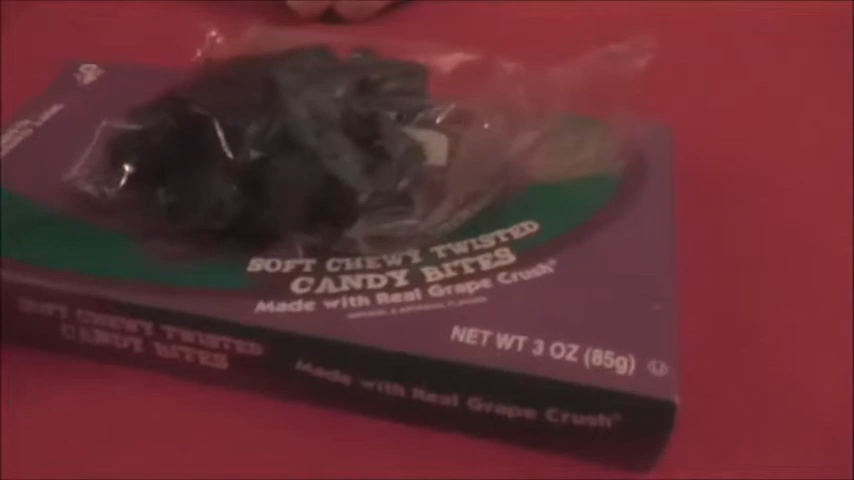 SOFT CHEWY TWISTED
CANDY BITES
Made with Real Grape Crush®
NET WT 3 OZ (85g) U
SOFT CHEWY TWISTED
CANDY BITES
Made with Real Grape Crush®